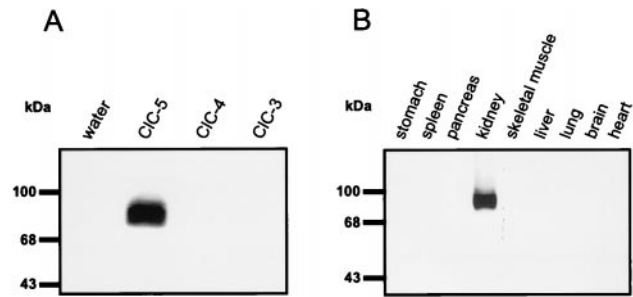 A
kDa
water
ClC-5
ClC-4
ClC-3
100
68
43
B
kDa
stomach
spleen
pancreas
kidney
skeletal muscle
liver
lung
brain
heart
100
68
43